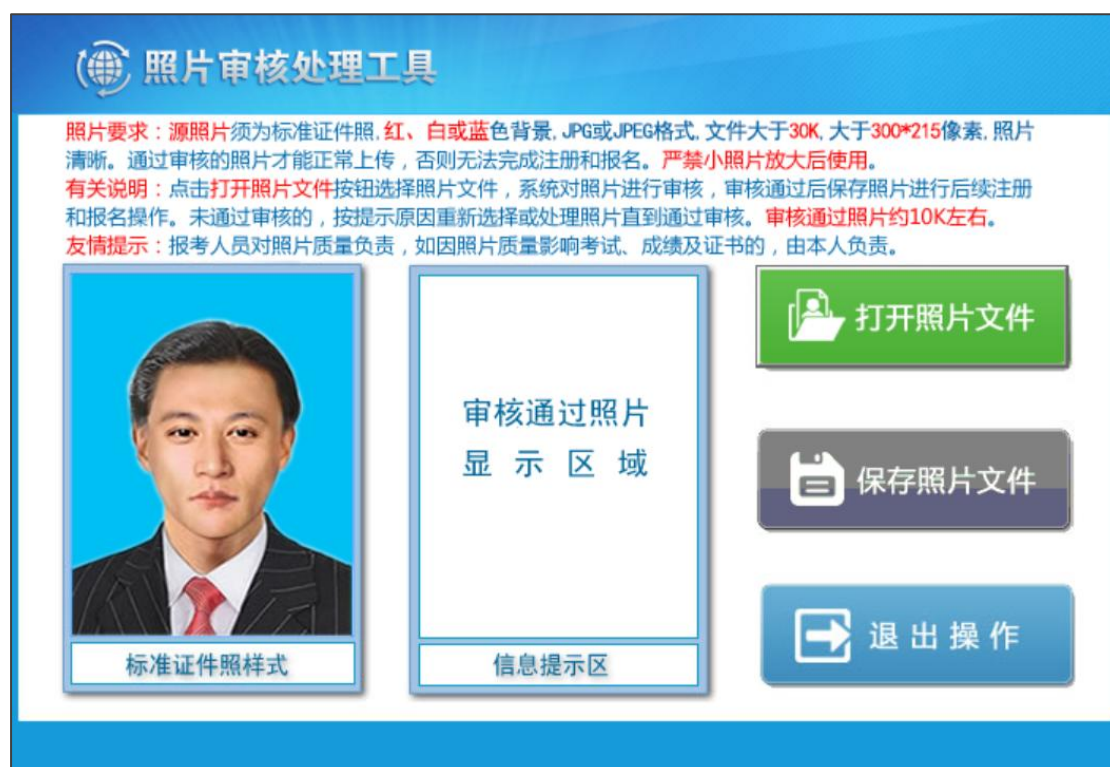 照片审核处理工具
照片要求：源照片须为标准证件照,红、白或蓝色背景,JPG或JPEG格式,文件大于30K,大于300*215像素,照片
清晰。通过审核的照片才能正常上传，否则无法完成注册和报名。严禁小照片放大后使用。
有关说明：点击打开照片文件按钮选择照片文件，系统对照片进行审核，审核通过后保存照片进行后续注册
和报名操作。未通过审核的，按提示原因重新选择或处理照片直到通过审核。审核通过照片约10K左右。
友情提示：报考人员对照片质量负责，如因照片质量影响考试、成绩及证书的，由本人负责。
打开照片文件
审核通过照片
显示区域
保存照片文件
退出操作
标准证件照样式
信息提示区